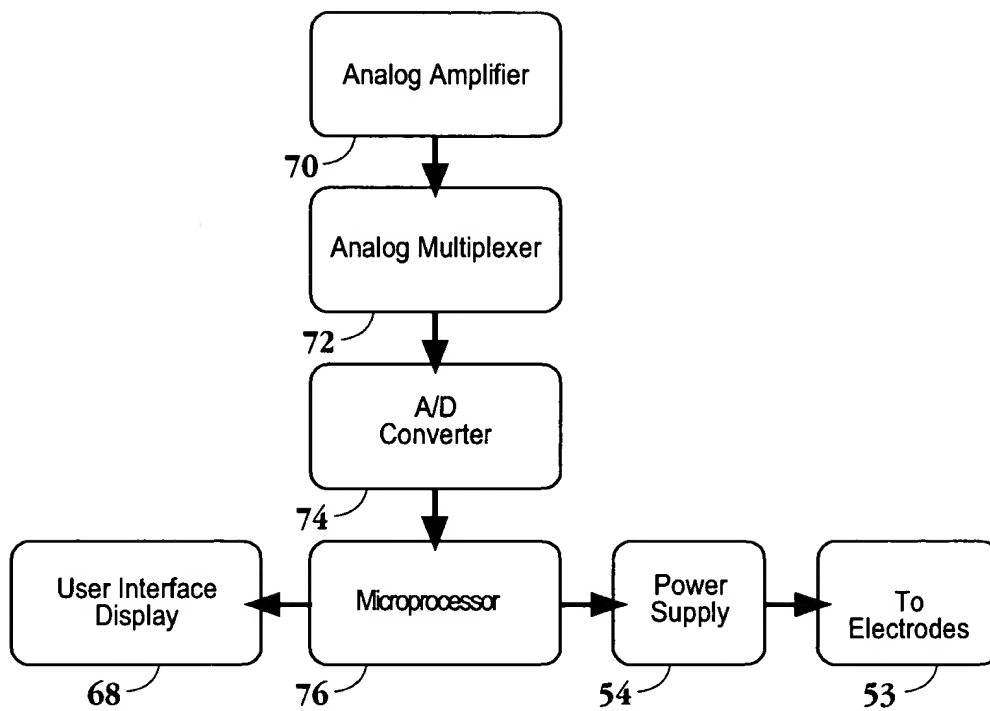 Analog Amplifier
70
Analog Multiplexer
72
A/D
Converter
74
User Interface
Display
68
Microprocessor
76
Power
Supply
54
To
Electrodes
53